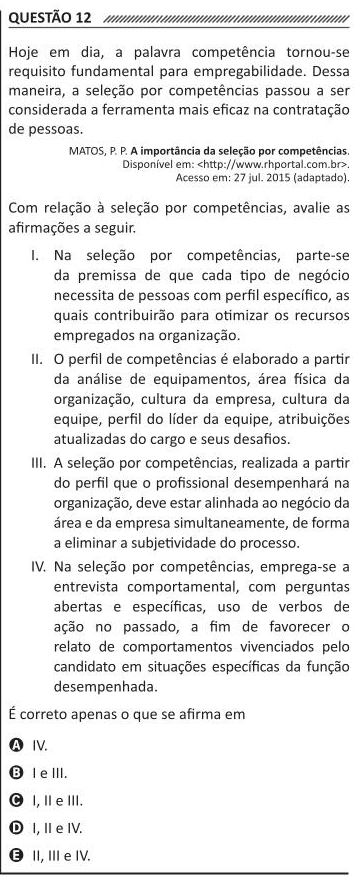 QUESTÃO 12
Hoje em dia, a palavra competência tornou-se
requisito fundamental para empregabilidade. Dessa
maneira, a seleção por competências passou a ser
considerada a ferramenta mais eficaz na contratação
de pessoas.
MATOS, P. P. A importância da seleção por competências.
Disponível em: <http://www.rhportal.com.br>.
Acesso em: 27 jul. 2015 (adaptado).
Com relação à seleção por competências, avalie as
afirmações a seguir.
I. Na seleção por competências, parte-se
da premissa de que cada tipo de negócio
necessita de pessoas com perfil específico, as
quais contribuirão para otimizar os recursos
empregados na organização.
II. O perfil de competências é elaborado a partir
da análise de equipamentos, área física da
organização, cultura da empresa, cultura da
equipe, perfil do líder da equipe, atribuições
atualizadas do cargo e seus desafios.
III. A seleção por competências, realizada a partir
do perfil que o profissional desempenhará na
organização, deve estar alinhada ao negócio da
área e da empresa simultaneamente, de forma
a eliminar a subjetividade do processo.
IV. Na seleção por competências, emprega-se a
entrevista comportamental, com perguntas
abertas e específicas, uso de verbos de
ação no passado, a fim de favorecer o
relato de comportamentos vivenciados pelo
candidato em situações específicas da função
desempenhada.
É correto apenas o que se afirma em
A IV.
B I e III.
C I, II e III.
D I, II e IV.
E II, III e IV.